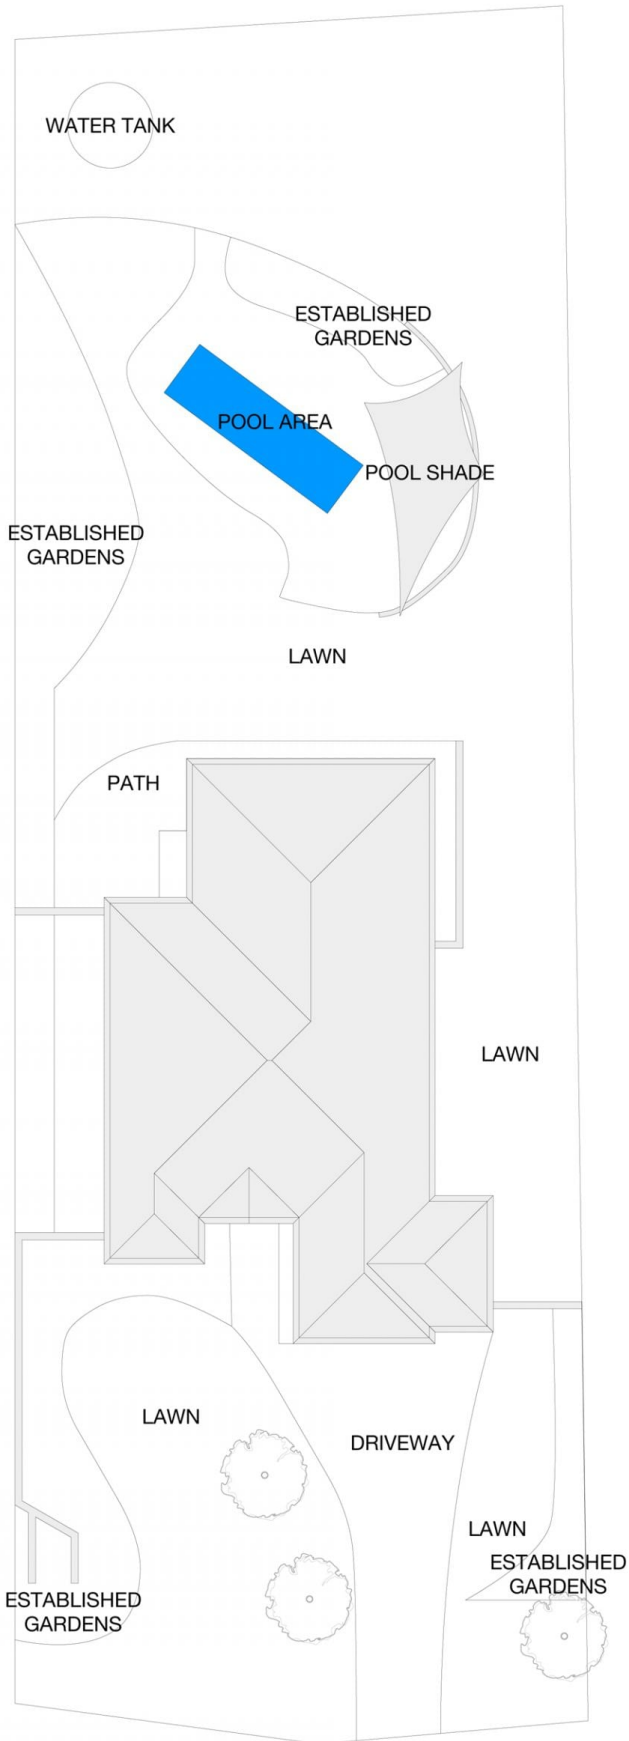 WATER TANK
ESTABLISHED
GARDENS
POOL AREA
POOL SHADE
ESTABLISHED
GARDENS
LAWN
PATH
LAWN
LAWN
DRIVEWAY
LAWN
ESTABLISHED
GARDENS
ESTABLISHED
GARDENS